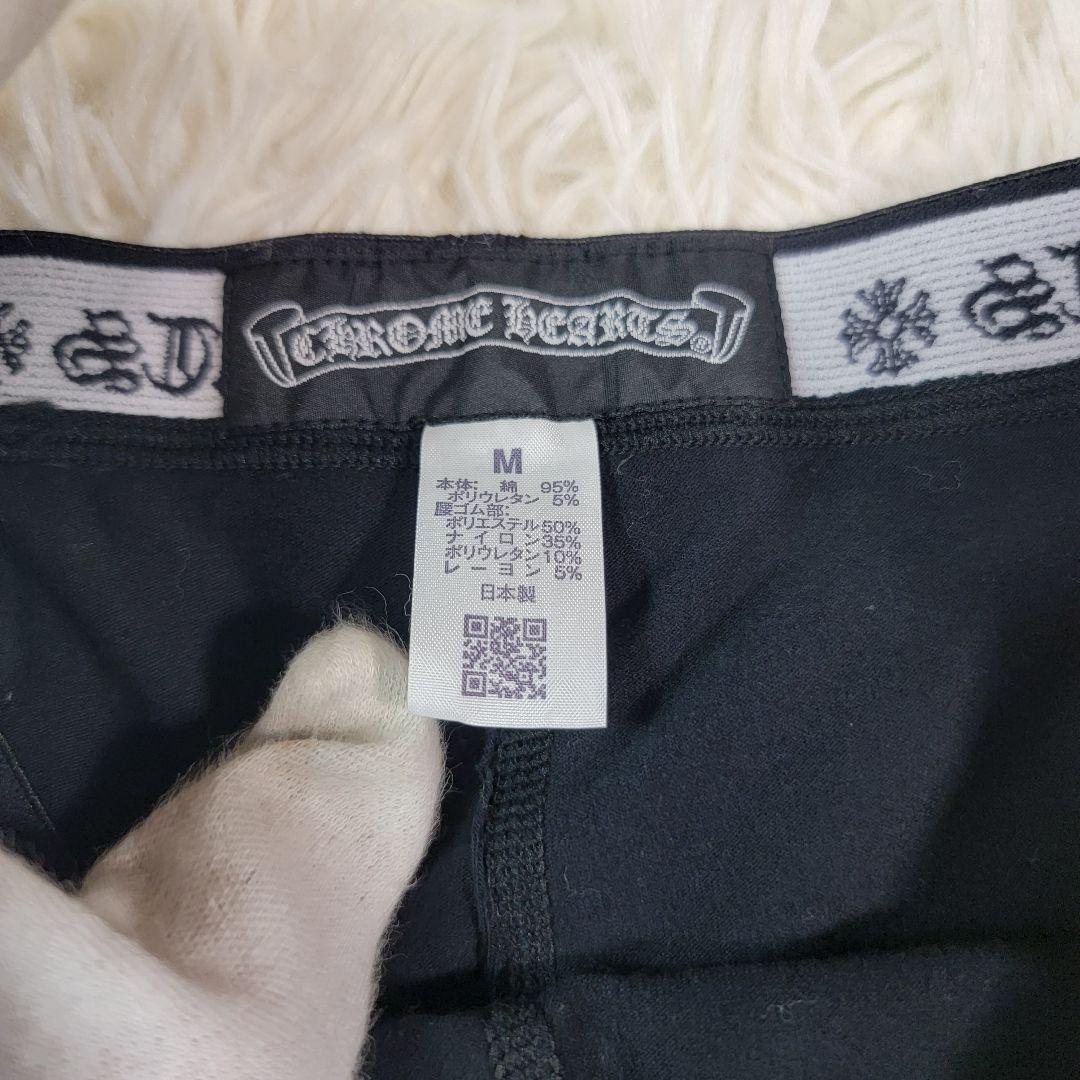 CHROME HEARTS®
M
本体: 綿 95%
ポリウレタン 5%
腰ゴム部:
ポリエステル50%
ナイロン35%
ポリウレタン10%
レーヨン 5%
日本製